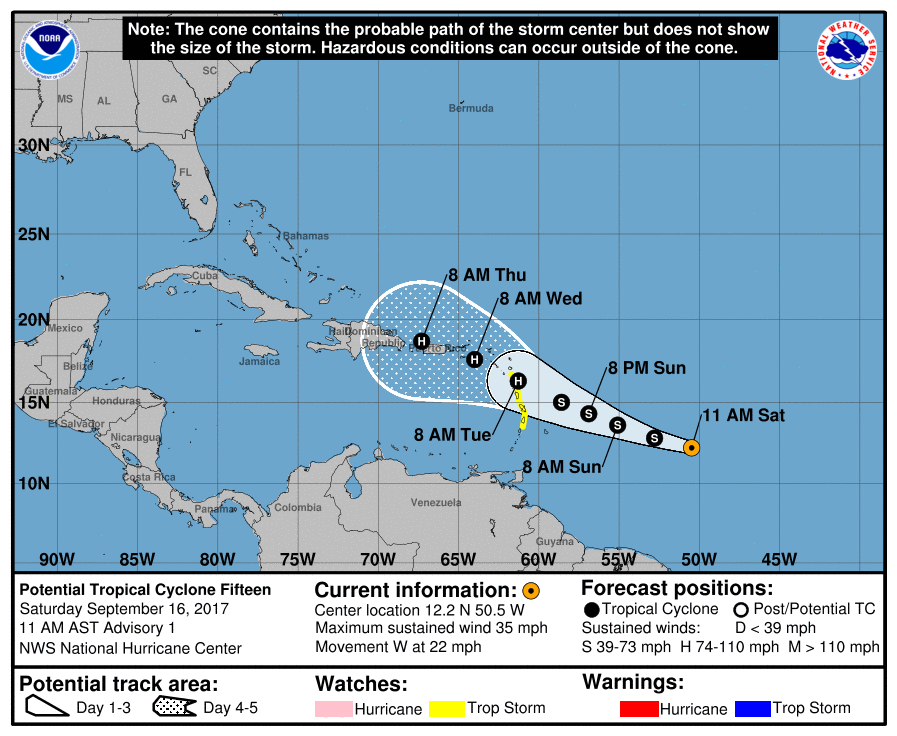 Note: The cone contains the probable path of the storm center but does not show
the size of the storm. Hazardous conditions can occur outside of the cone.
NOAA
NATIONAL WEATHER SERVICE
SC
MS
AL
GA
Bermuda
30N
FL
25N
Bahamas
8 AM Thu
Cuba
8 AM Wed
20N
Mexico
Haiti
Dominican
Republic
Puerto Rico
Jamaica
Belize
8 PM Sun
H
H
H
S
S
S
S
Guatemala
Honduras
15N
11 AM Sat
El Salvador
Nicaragua
8 AM Tue
8 AM Sun
Costa Rica
10N
Panama
Colombia
Venezuela
Guyana
90W 85W 80W 75W 70W 65W 60W 55W 50W 45W
Potential Tropical Cyclone Fifteen
Saturday September 16, 2017
11 AM AST Advisory 1
NWS National Hurricane Center
Current information:
Center location 12.2 N 50.5 W
Maximum sustained wind 35 mph
Movement W at 22 mph
Forecast positions:
Tropical Cyclone Post/Potential TC
Sustained winds: D < 39 mph
S 39-73 mph H 74-110 mph M > 110 mph
Potential track area:
Day 1-3 Day 4-5
Watches:
Hurricane Trop Storm
Warnings:
Hurricane Trop Storm